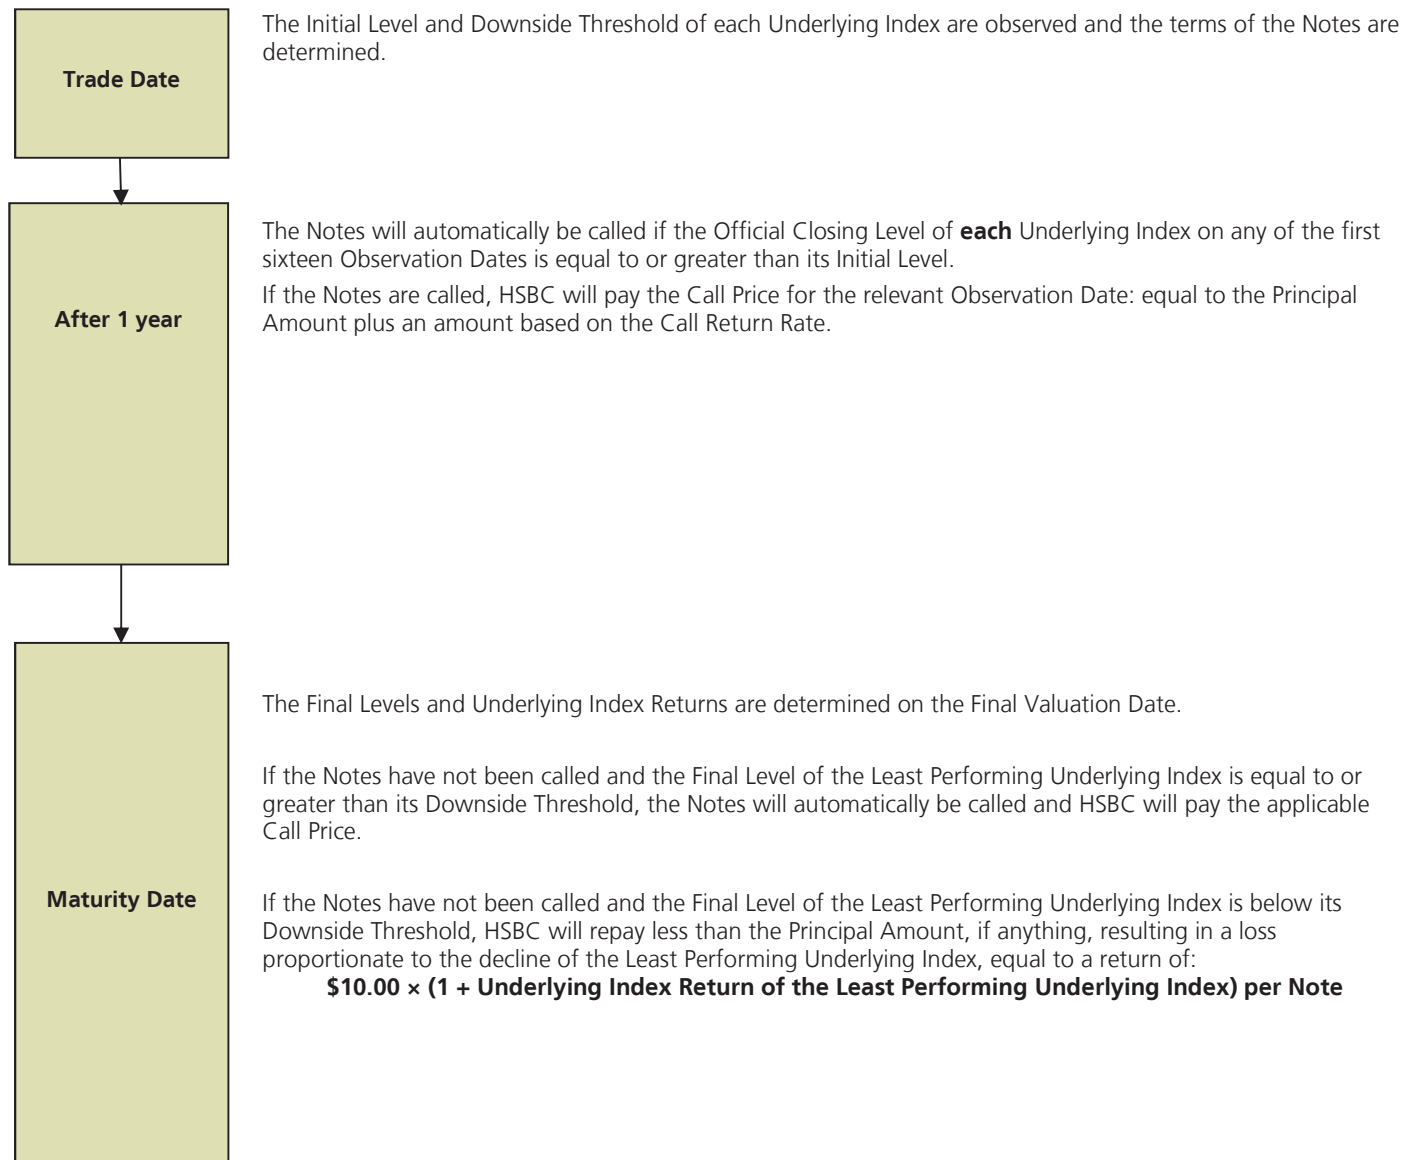 Trade Date
The Initial Level and Downside Threshold of each Underlying Index are observed and the terms of the Notes are
determined.
After 1 year
The Notes will automatically be called if the Official Closing Level of each Underlying Index on any of the first
sixteen Observation Dates is equal to or greater than its Initial Level.
If the Notes are called, HSBC will pay the Call Price for the relevant Observation Date: equal to the Principal
Amount plus an amount based on the Call Return Rate.
Maturity Date
The Final Levels and Underlying Index Returns are determined on the Final Valuation Date.
If the Notes have not been called and the Final Level of the Least Performing Underlying Index is equal to or
greater than its Downside Threshold, the Notes will automatically be called and HSBC will pay the applicable
Call Price.
If the Notes have not been called and the Final Level of the Least Performing Underlying Index is below its
Downside Threshold, HSBC will repay less than the Principal Amount, if anything, resulting in a loss
proportionate to the decline of the Least Performing Underlying Index, equal to a return of:
$10.00 × (1 + Underlying Index Return of the Least Performing Underlying Index) per Note